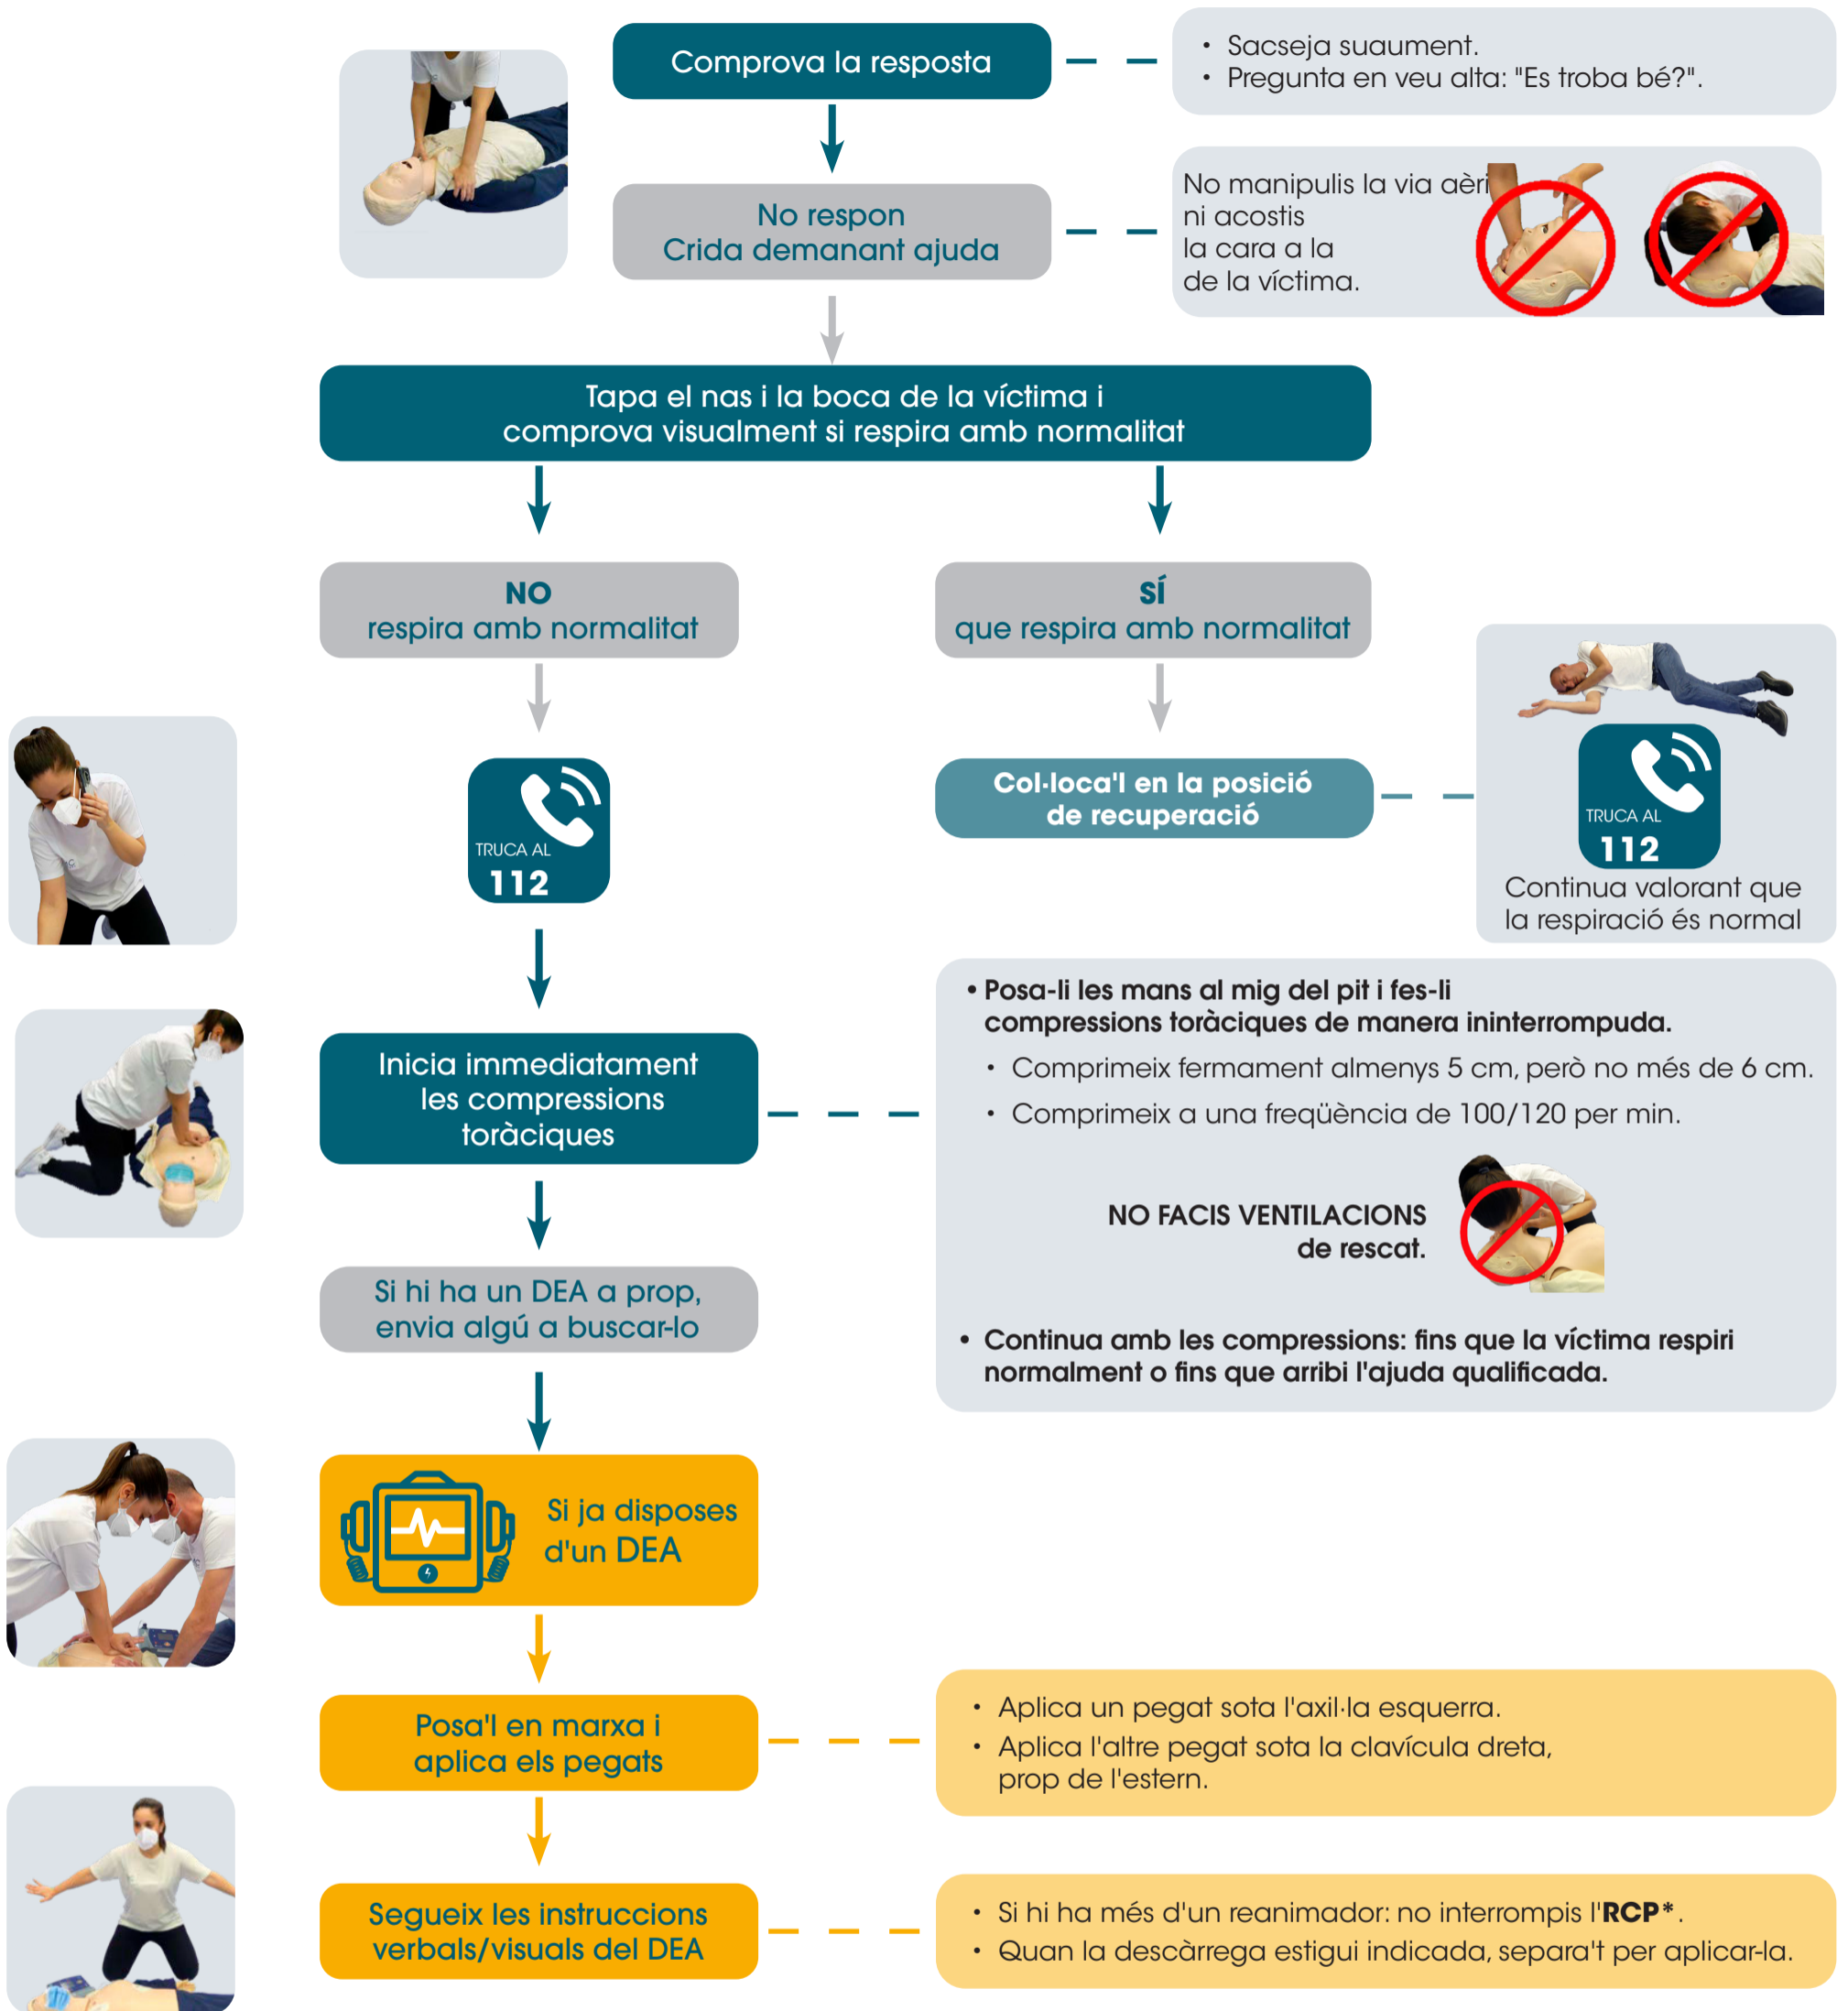 Comprova la resposta
• Sacseja suaument.
• Pregunta en veu alta: "Es troba bé?".
No respon
Crida demanant ajuda
No manipulis la via aèri
ni acostis
la cara a la
de la víctima.
Tapa el nas i la boca de la víctima i
comprova visualment si respira amb normalitat
NO
respira amb normalitat
SÍ
que respira amb normalitat
TRUCA AL
112
Col·loca'l en la posició
de recuperació
TRUCA AL
112
Continua valorant que
la respiració és normal
Inicia immediatament
les compressions
toràciques
• Posa-li les mans al mig del pit i fes-li
compressions toràciques de manera ininterrompuda.
• Comprimeix fermament almenys 5 cm, però no més de 6 cm.
• Comprimeix a una freqüència de 100/120 per min.
NO FACIS VENTILACIONS
de rescat.
• Continua amb les compressions: fins que la víctima respiri
normalment o fins que arribi l'ajuda qualificada.
Si hi ha un DEA a prop,
envia algú a buscar-lo
Si ja disposes
d'un DEA
Posa'l en marxa i
aplica els pegats
• Aplica un pegat sota l'axil·la esquerra.
• Aplica l'altre pegat sota la clavícula dreta,
prop de l'estern.
Segueix les instruccions
verbals/visuals del DEA
• Si hi ha més d'un reanimador: no interrompis l'RCP*.
• Quan la descàrrega estigui indicada, separa't per aplicar-la.